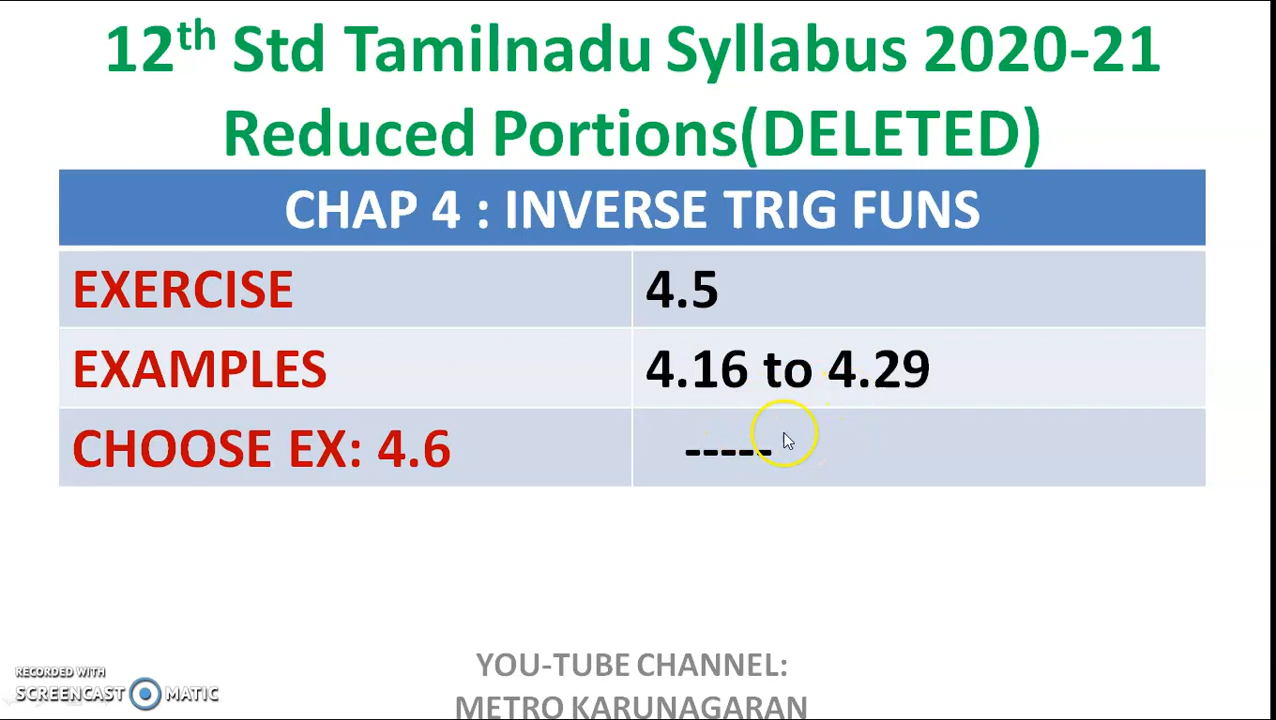 12th Std Tamilnadu Syllabus 2020-21
Reduced Portions(DELETED)
CHAP 4 : INVERSE TRIG FUNS
EXERCISE 4.5
EXAMPLES 4.16 to 4.29
CHOOSE EX: 4.6 -----
YOU-TUBE CHANNEL:
METRO KARUNAGARAN
RECORDED WITH
SCREENCAST MATIC